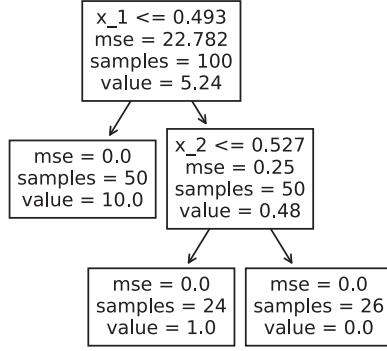 x_1 <= 0.493
mse = 22.782
samples = 100
value = 5.24
mse = 0.0
samples = 50
value = 10.0
x_2 <= 0.527
mse = 0.25
samples = 50
value = 0.48
mse = 0.0
samples = 24
value = 1.0
mse = 0.0
samples = 26
value = 0.0